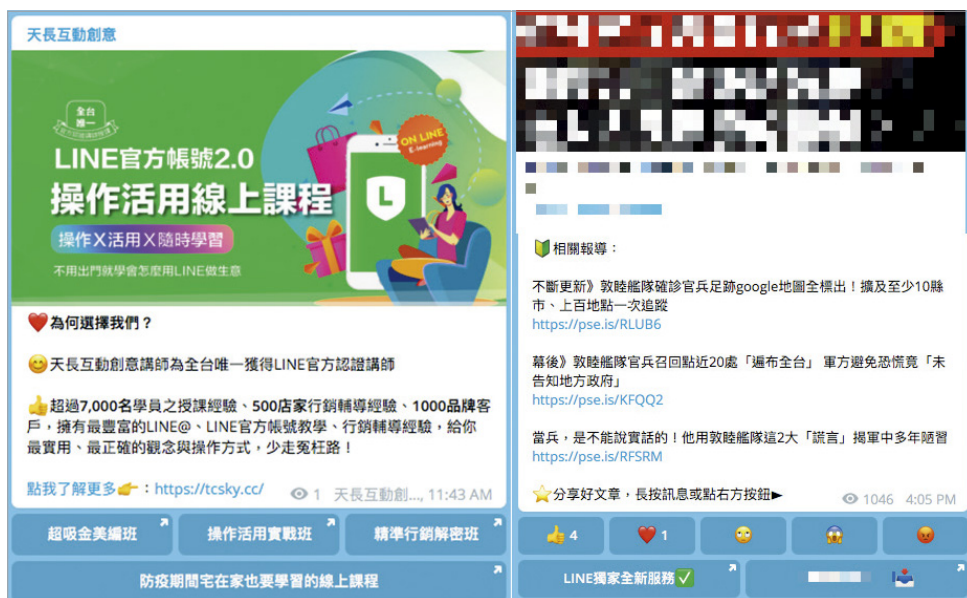 天長互動創意
全台
唯一
LINE官方帳號2.0
操作活用線上課程
操作X活用X隨時學習
不用出門就學會怎麼用LINE做生意
ON LINE
E-learning
L
❤️為何選擇我們？
😊天長互動創意講師為全台唯一獲得LINE官方認證講師
👍超過7,000名學員之授課經驗、500店家行銷輔導經驗、1000品牌客
戶，擁有最豐富的LINE@、LINE官方帳號教學、行銷輔導經驗，給你
最實用、最正確的觀念與操作方式，少走冤枉路！
點我了解更多👉：https://tcsky.cc/
1 天長互動創..., 11:43 AM
超吸金美編班
操作活用實戰班
精準行銷解密班
防疫期間宅在家也要學習的線上課程
🔰相關報導：
不斷更新》敦睦艦隊確診官兵足跡google地圖全標出！擴及至少10縣
市、上百地點一次追蹤
https://pse.is/RLUB6
幕後》敦睦艦隊官兵召回點近20處「遍布全台」 軍方避免恐慌竟「未
告知地方政府」
https://pse.is/KFQQ2
當兵，是不能說實話的！他用敦睦艦隊這2大「謊言」揭軍中多年陋習
https://pse.is/RFSRM
⭐分享好文章，長按訊息或點右方按鈕►
1046 4:05 PM
👍 4
❤️ 1
🙄
😱
😡
LINE獨家全新服務✅